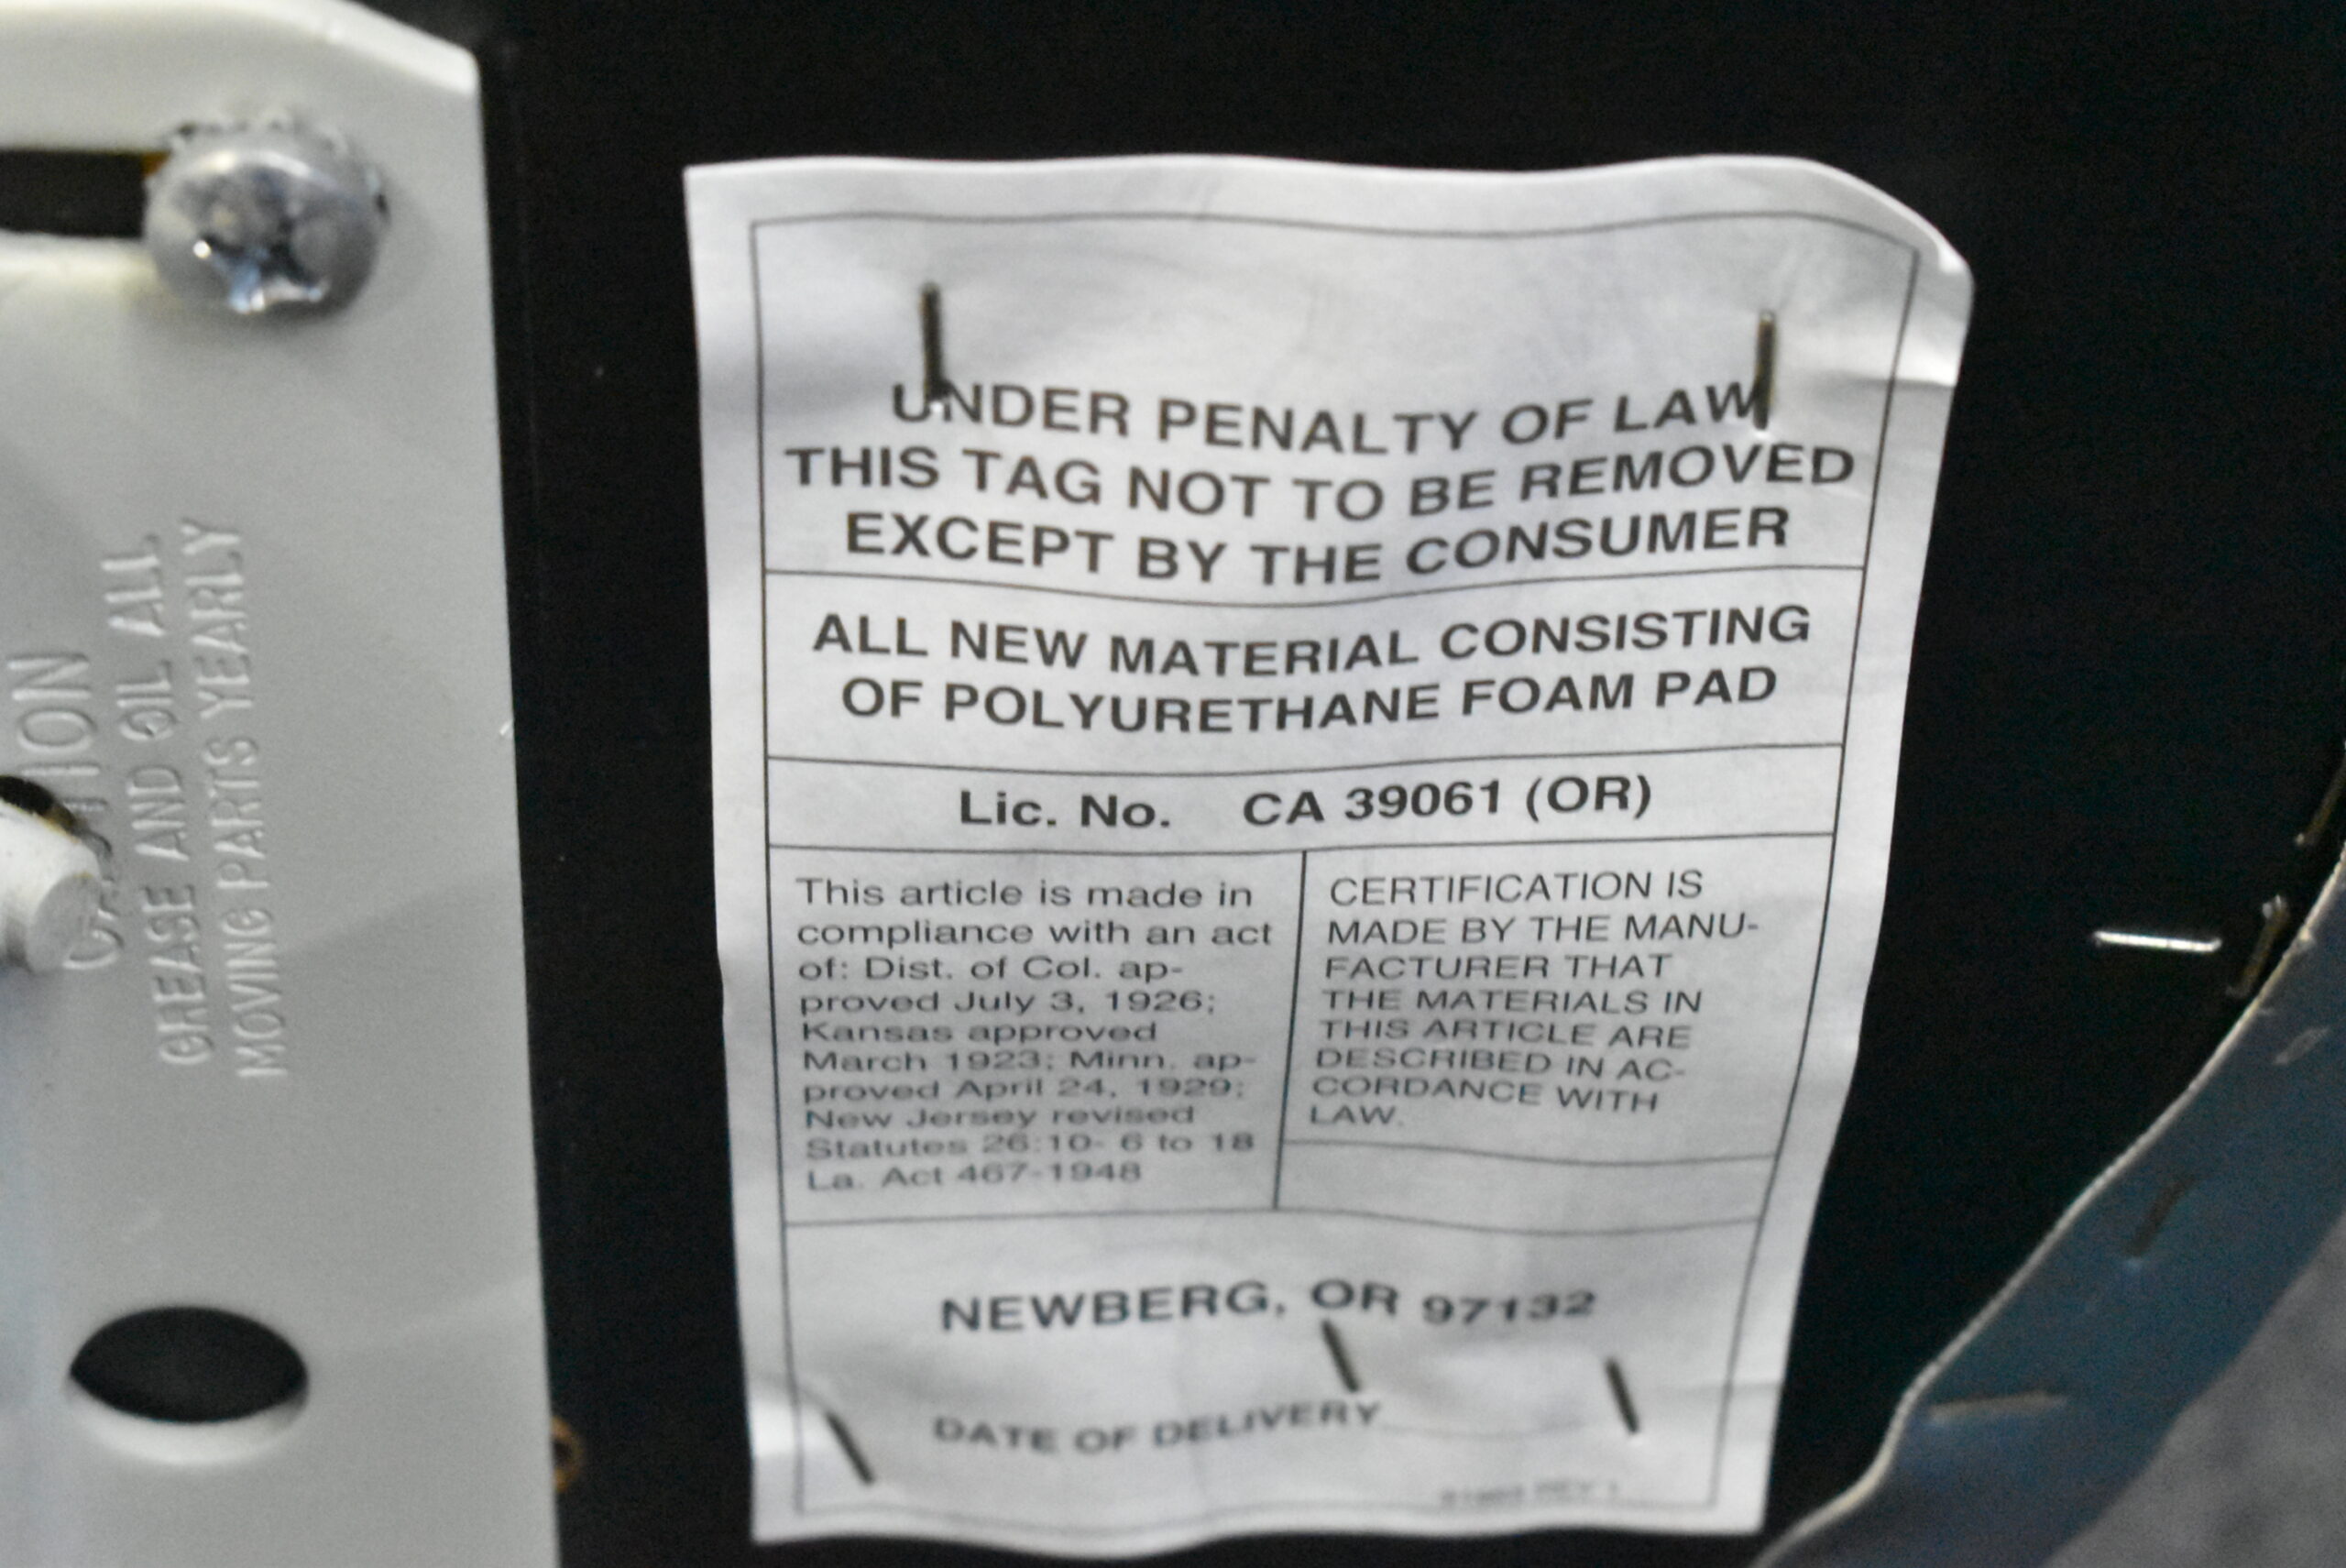 CAUTION
GREASE AND OIL ALL
MOVING PARTS YEARLY
UNDER PENALTY OF LAW
THIS TAG NOT TO BE REMOVED
EXCEPT BY THE CONSUMER
ALL NEW MATERIAL CONSISTING
OF POLYURETHANE FOAM PAD
Lic. No. CA 39061 (OR)
This article is made in
compliance with an act
of: Dist. of Col. ap-
proved July 3, 1926;
Kansas approved
March 1923; Minn. ap-
proved April 24, 1929;
New Jersey revised
Statutes 26:10- 6 to 18
La. Act 467-1948
CERTIFICATION IS
MADE BY THE MANU-
FACTURER THAT
THE MATERIALS IN
THIS ARTICLE ARE
DESCRIBED IN AC-
CORDANCE WITH
LAW.
NEWBERG, OR 97132
DATE OF DELIVERY